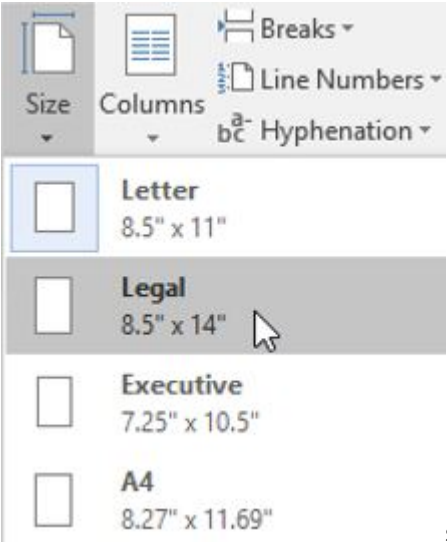 Size
Columns
Breaks
Line Numbers
bc a- Hyphenation
Letter
8.5" x 11"
Legal
8.5" x 14"
Executive
7.25" x 10.5"
A4
8.27" x 11.69"